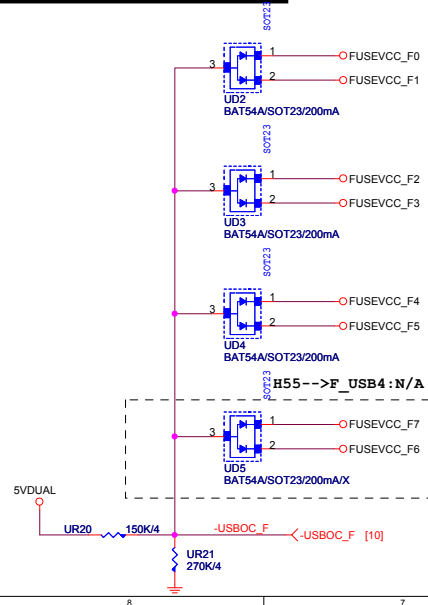 SOT23
1
FUSEVCC_F0
3
2
FUSEVCC_F1
UD2
BAT54A/SOT23/200mA
SOT23
1
FUSEVCC_F2
3
2
FUSEVCC_F3
UD3
BAT54A/SOT23/200mA
SOT23
1
FUSEVCC_F4
3
2
FUSEVCC_F5
UD4
BAT54A/SOT23/200mA
SOT23
H55-->F_USB4:N/A
1
FUSEVCC_F7
3
2
FUSEVCC_F6
UD5
BAT54A/SOT23/200mA/X
5VDUAL
UR20
150K/4
-USBOC_F
-USBOC_F [10]
UR21
270K/4
8
7